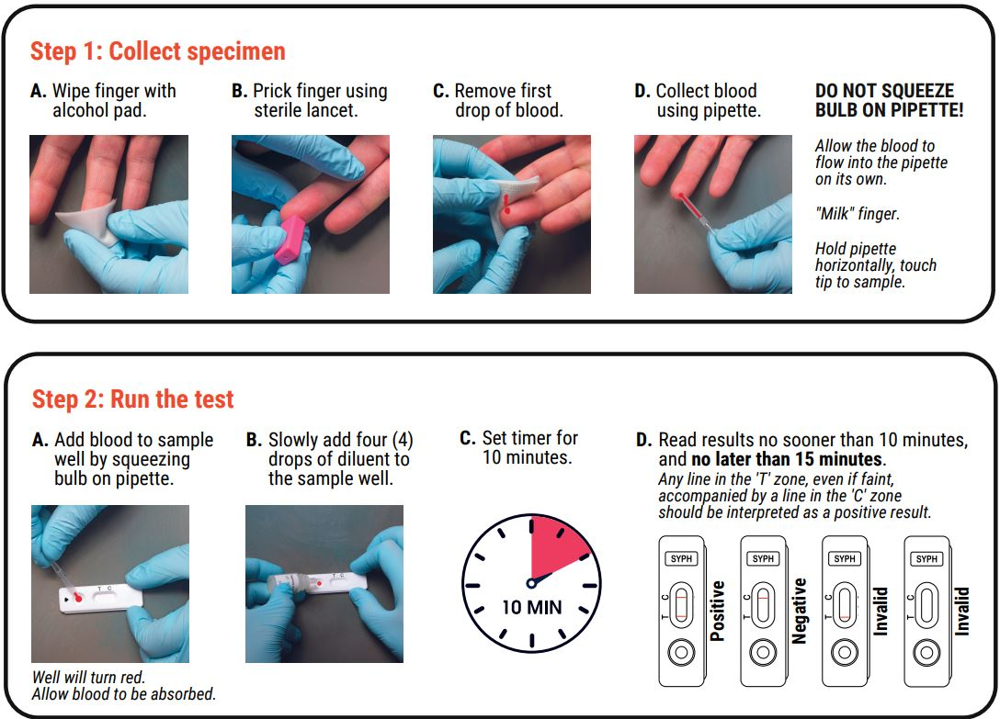 Step 1: Collect specimen
A. Wipe finger with
alcohol pad.
B. Prick finger using
sterile lancet.
C. Remove first
drop of blood.
D. Collect blood
using pipette.
DO NOT SQUEEZE
BULB ON PIPETTE!
Allow the blood to
flow into the pipette
on its own.
"Milk" finger.
Hold pipette
horizontally, touch
tip to sample.
Step 2: Run the test
A. Add blood to sample
well by squeezing
bulb on pipette.
T C
Well will turn red.
Allow blood to be absorbed.
B. Slowly add four (4)
drops of diluent to
the sample well.
T C
C. Set timer for
10 minutes.
10 MIN
D. Read results no sooner than 10 minutes,
and no later than 15 minutes.
Any line in the 'T' zone, even if faint,
accompanied by a line in the 'C' zone
should be interpreted as a positive result.
SYPH
T C
Positive
SYPH
T C
Negative
SYPH
T C
Invalid
SYPH
T C
Invalid